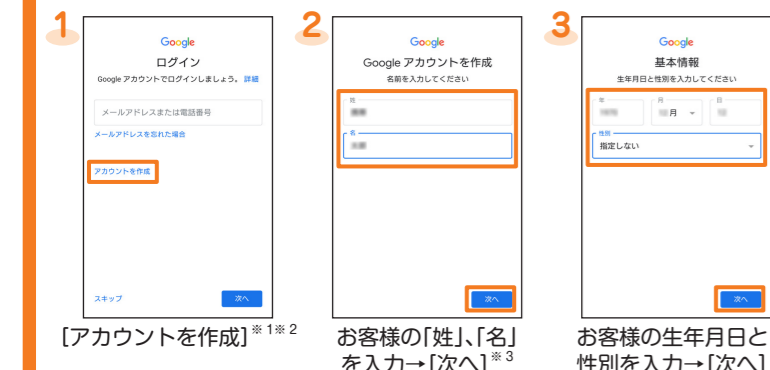 1
Google
ログイン
Google アカウントでログインしましょう。 詳細
メールアドレスまたは電話番号
メールアドレスを忘れた場合
アカウントを作成
スキップ
次へ
[アカウントを作成]※1※2
2
Google
Google アカウントを作成
名前を入力してください
姓
名
次へ
お客様の「姓」、「名」
を入力→[次へ]※3
3
Google
基本情報
生年月日と性別を入力してください
年
月
日
月
性別
指定しない
次へ
お客様の生年月日と
性別を入力→[次へ]